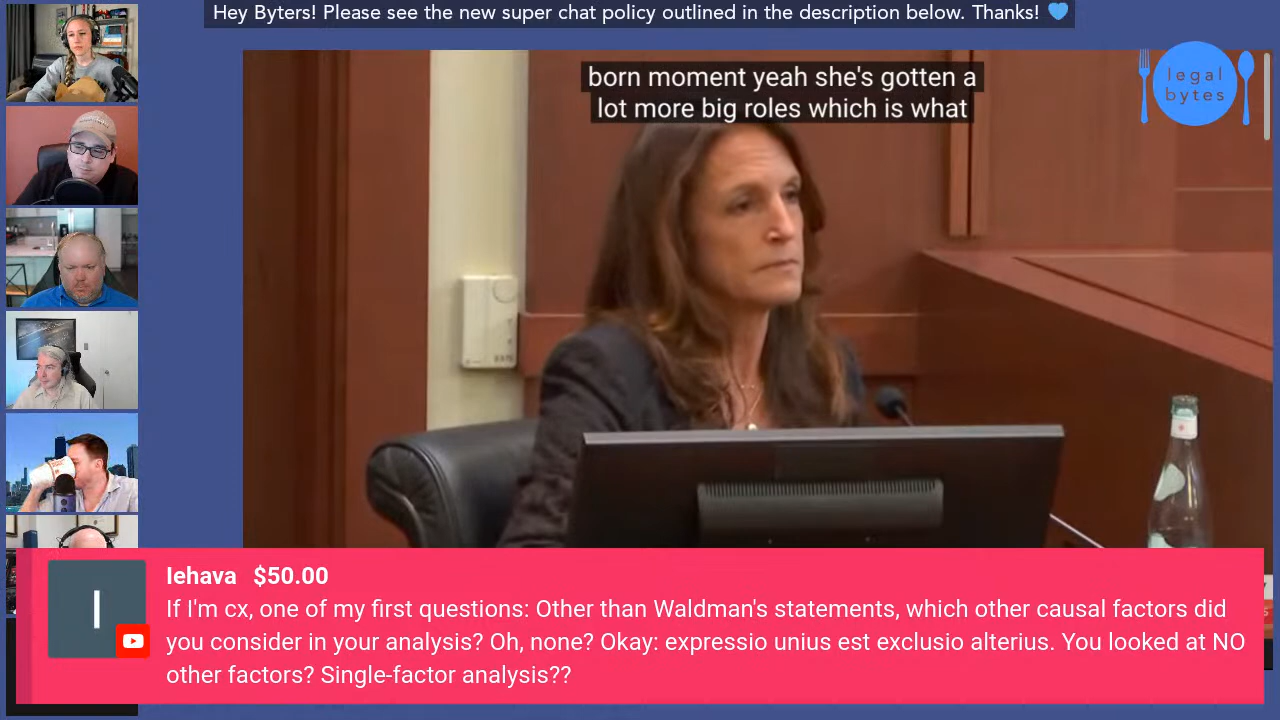 Hey Byters! Please see the new super chat policy outlined in the description below. Thanks! 💙
legal
bytes
born moment yeah she's gotten a
lot more big roles which is what
I
Iehava $50.00
If I'm cx, one of my first questions: Other than Waldman's statements, which other causal factors did
you consider in your analysis? Oh, none? Okay: expressio unius est exclusio alterius. You looked at NO
other factors? Single-factor analysis??